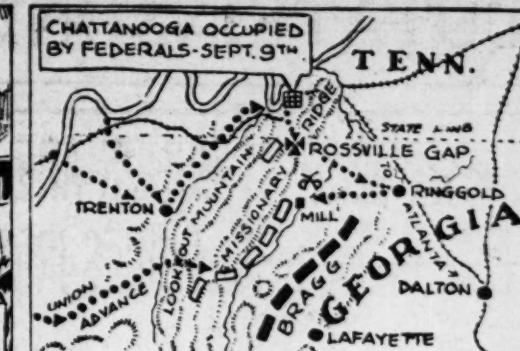 CHATTANOOGA OCCUPIED
BY FEDERALS-SEPT. 9TH
TENN.
STATE LINE
RIDGE
ROSSVILLE GAP
TRENTON
LOOKOUT MOUNTAIN
MISSIONARY
MILL
RINGGOLD
ATLANTA
GEORGIA
UNION
ADVANCE
BRAGG
DALTON
LAFAYETTE